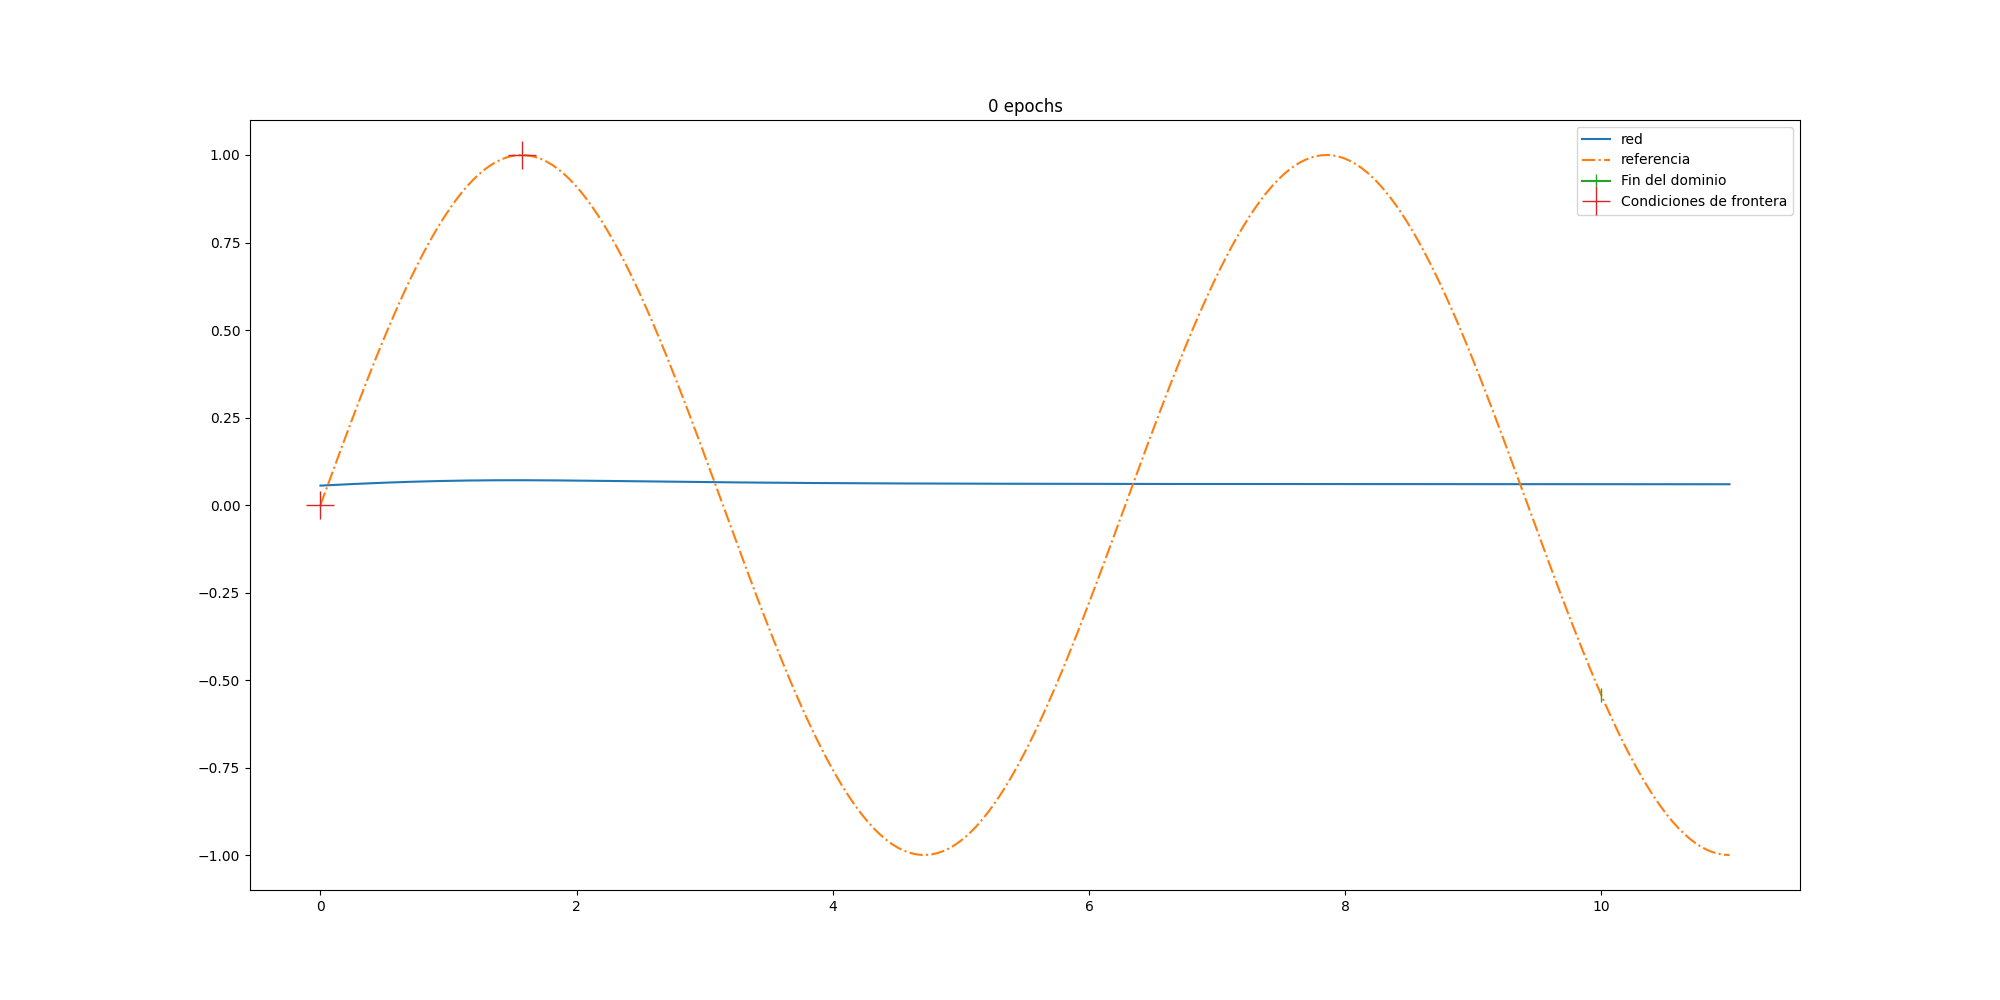 0 epochs
red
referencia
Fin del dominio
Condiciones de frontera
1.00
0.75
0.50
0.25
0.00
−0.25
−0.50
−0.75
−1.00
0 2 4 6 8 10